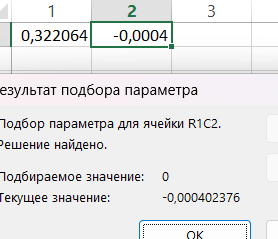 1 2 3
0,322064 -0,0004
езультат подбора параметра
Подбор параметра для ячейки R1C2.
Решение найдено.
Подбираемое значение: 0
Текущее значение: -0,000402376
ОК